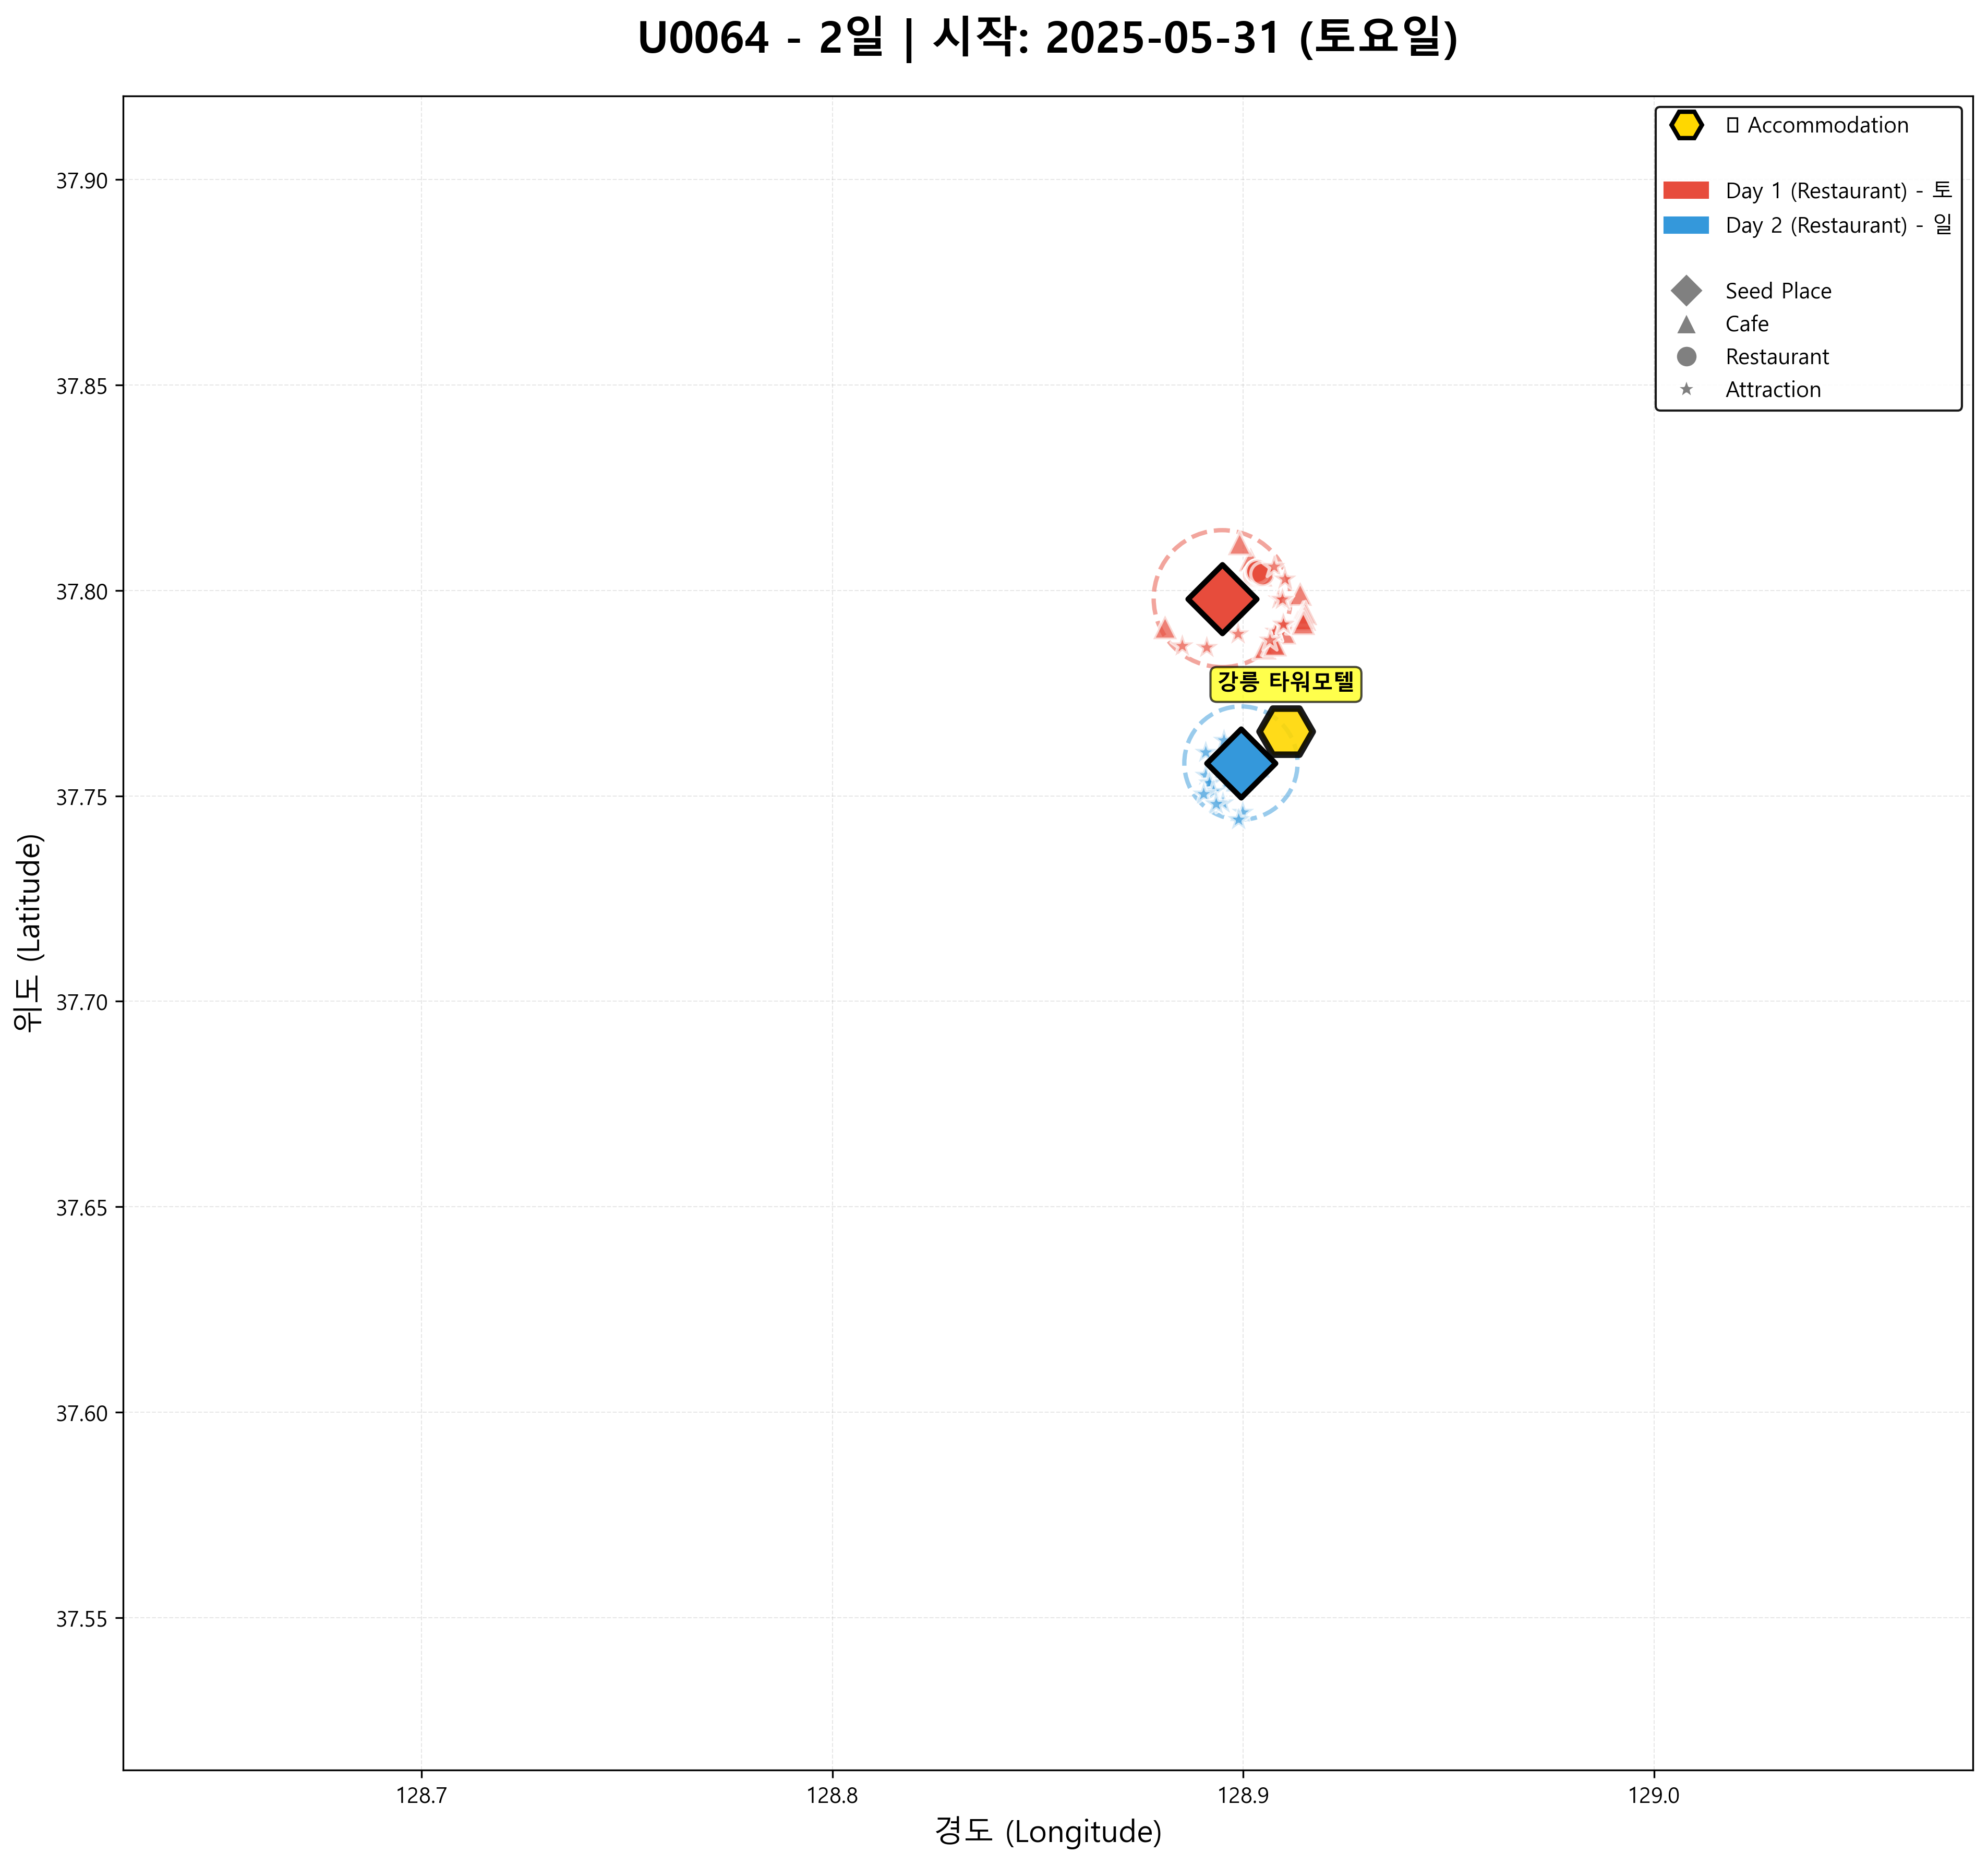 U0064 - 2일 | 시작: 2025-05-31 (토요일)
□ Accommodation
Day 1 (Restaurant) - 토
Day 2 (Restaurant) - 일
Seed Place
Cafe
Restaurant
Attraction
37.90
37.85
37.80
37.75
37.70
37.65
37.60
37.55
위도 (Latitude)
강릉 타워모텔
128.7
128.8
128.9
129.0
경도 (Longitude)